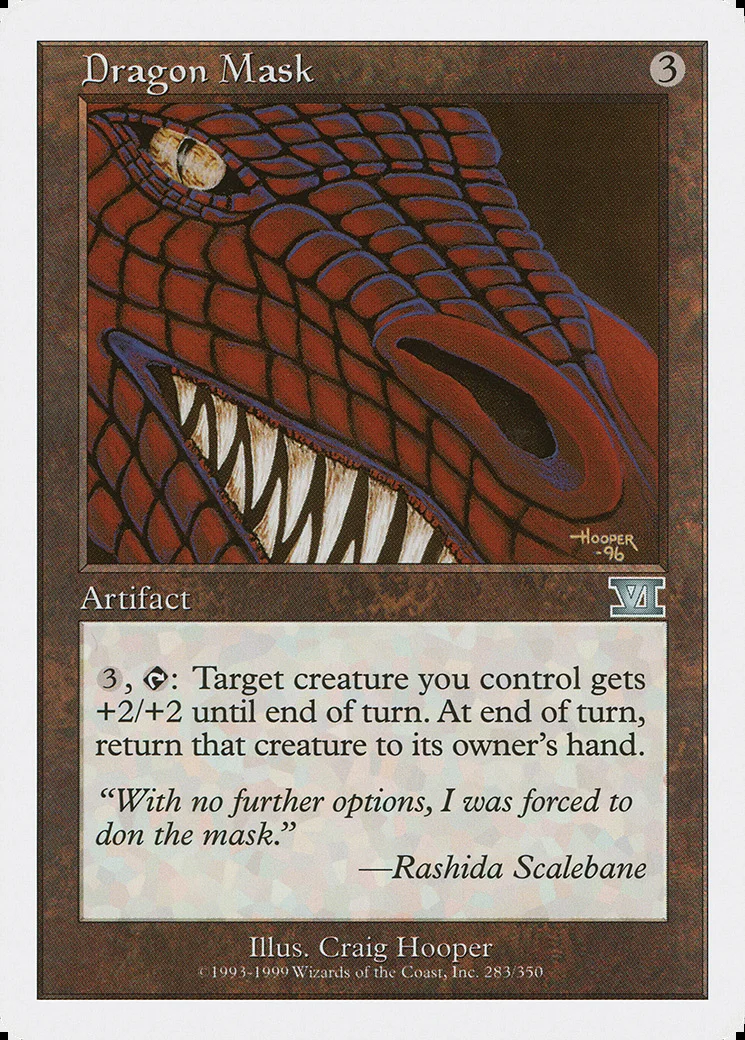 Dragon Mask 3
HOOPER
-96
Artifact VI
3, : Target creature you control gets
+2/+2 until end of turn. At end of turn,
return that creature to its owner's hand.
“With no further options, I was forced to
don the mask.”
—Rashida Scalebane
Illus. Craig Hooper
©1993-1999 Wizards of the Coast, Inc. 283/350